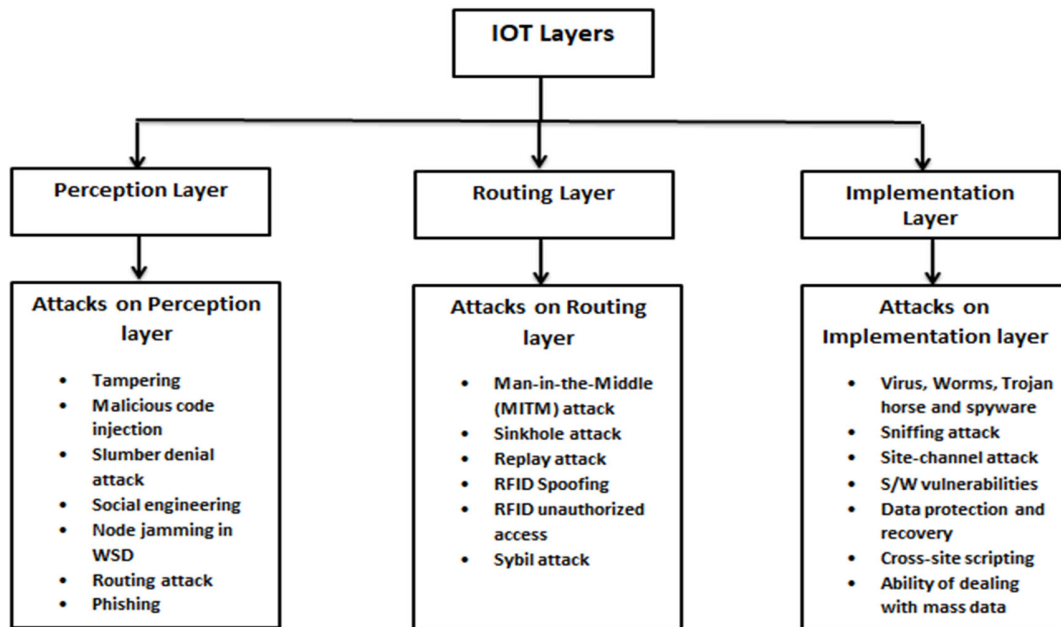 IOT Layers
Perception Layer
Routing Layer
Implementation
Layer
Attacks on Perception
layer
• Tampering
• Malicious code
injection
• Slumber denial
attack
• Social engineering
• Node jamming in
WSD
• Routing attack
• Phishing
Attacks on Routing
layer
• Man-in-the-Middle
(MITM) attack
• Sinkhole attack
• Replay attack
• RFID Spoofing
• RFID unauthorized
access
• Sybil attack
Attacks on
Implementation layer
• Virus, Worms, Trojan
horse and spyware
• Sniffing attack
• Site-channel attack
• S/W vulnerabilities
• Data protection and
recovery
• Cross-site scripting
• Ability of dealing
with mass data